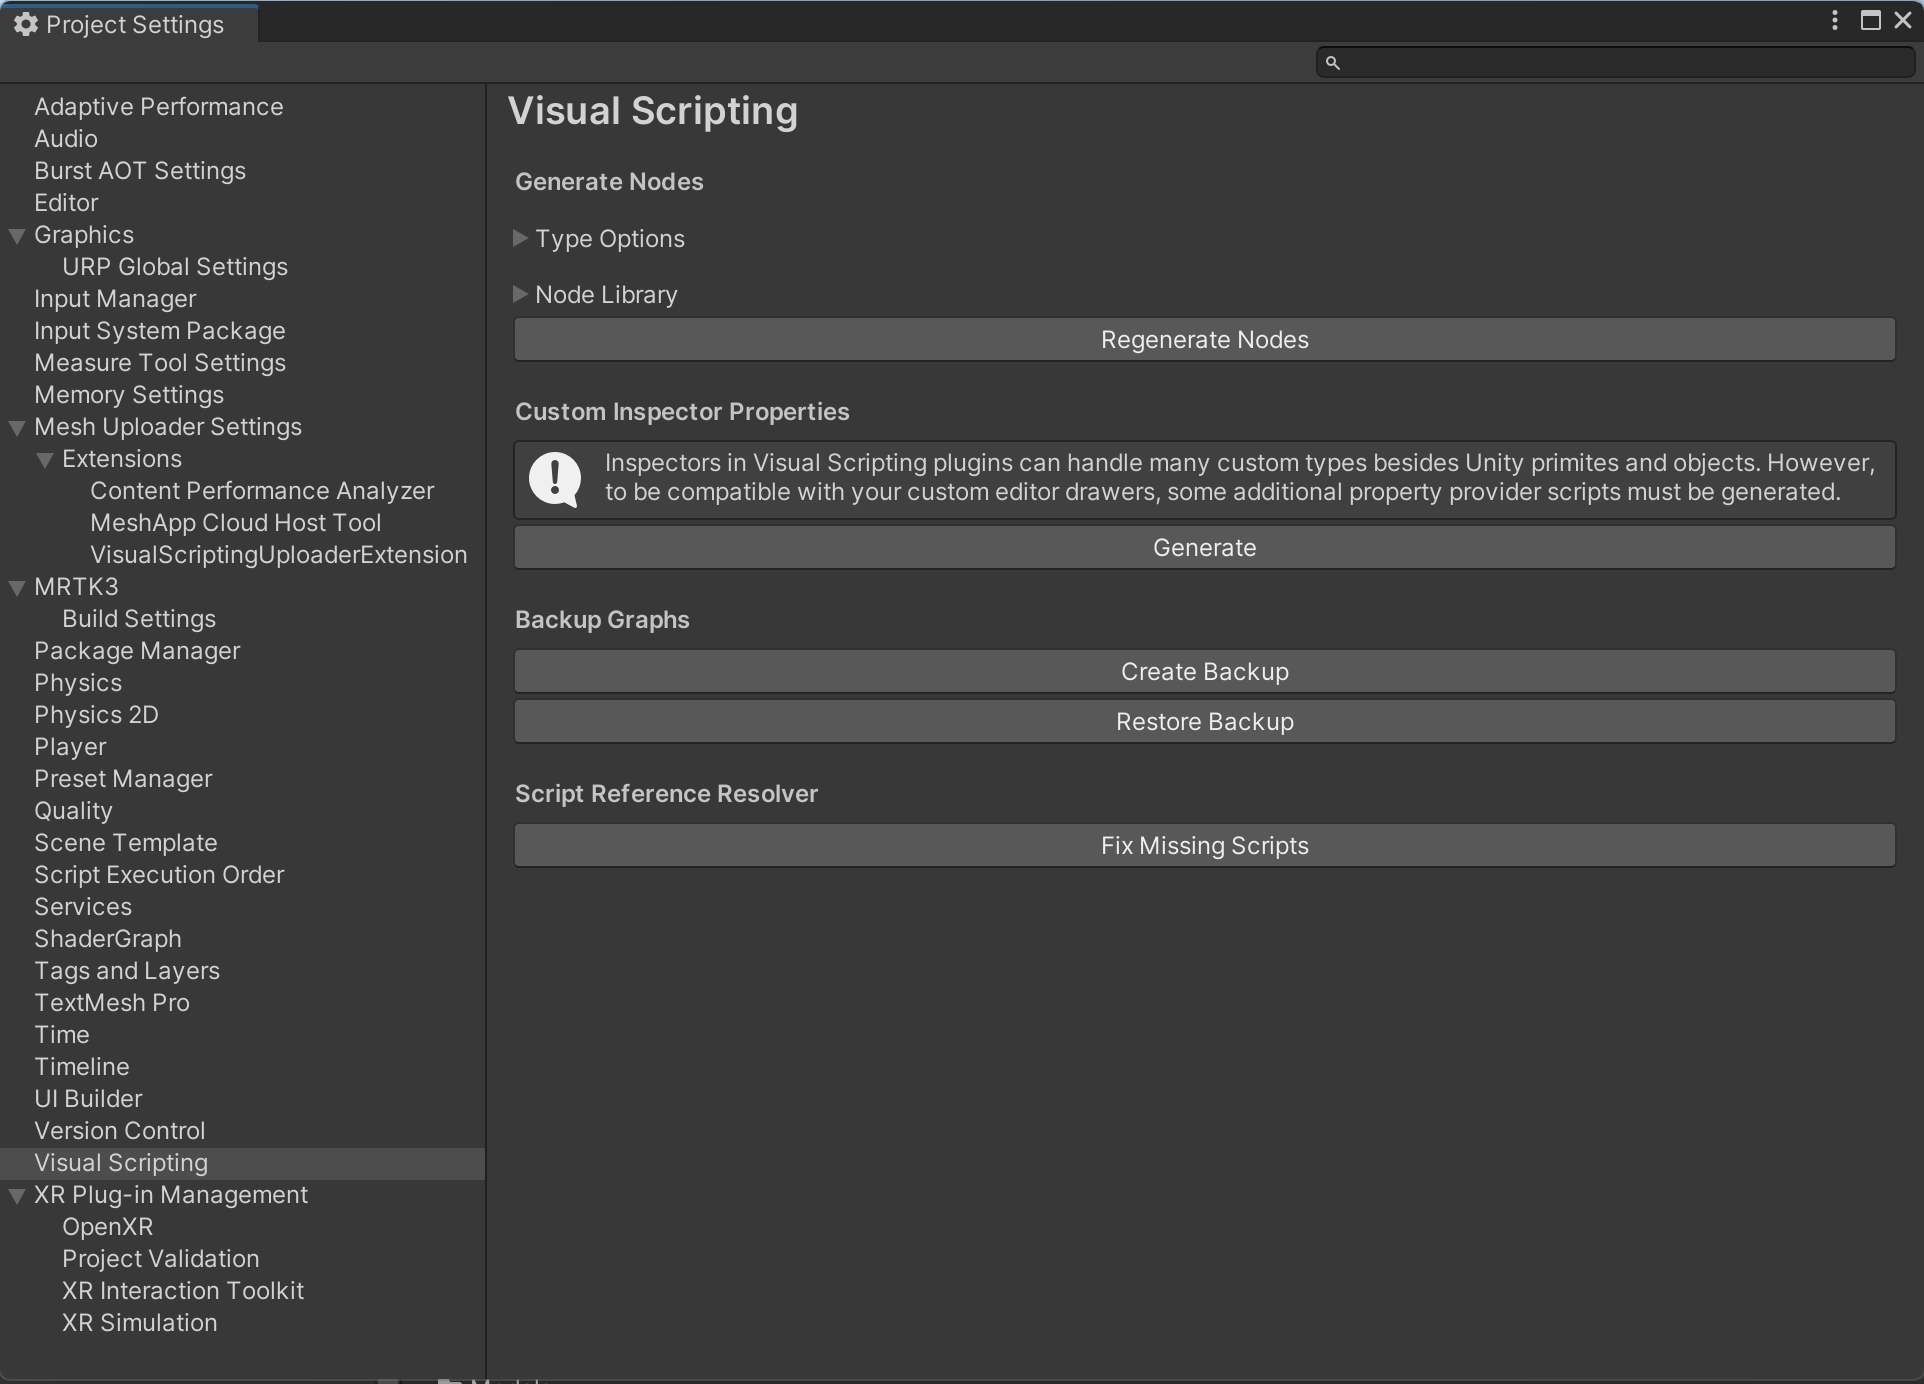 Project Settings
Adaptive Performance
Audio
Burst AOT Settings
Editor
Graphics
URP Global Settings
Input Manager
Input System Package
Measure Tool Settings
Memory Settings
Mesh Uploader Settings
Extensions
Content Performance Analyzer
MeshApp Cloud Host Tool
VisualScriptingUploaderExtension
MRTK3
Build Settings
Package Manager
Physics
Physics 2D
Player
Preset Manager
Quality
Scene Template
Script Execution Order
Services
ShaderGraph
Tags and Layers
TextMesh Pro
Time
Timeline
UI Builder
Version Control
Visual Scripting
XR Plug-in Management
OpenXR
Project Validation
XR Interaction Toolkit
XR Simulation
Visual Scripting
Generate Nodes
Type Options
Node Library
Regenerate Nodes
Custom Inspector Properties
Inspectors in Visual Scripting plugins can handle many custom types besides Unity primites and objects. However,
to be compatible with your custom editor drawers, some additional property provider scripts must be generated.
Generate
Backup Graphs
Create Backup
Restore Backup
Script Reference Resolver
Fix Missing Scripts